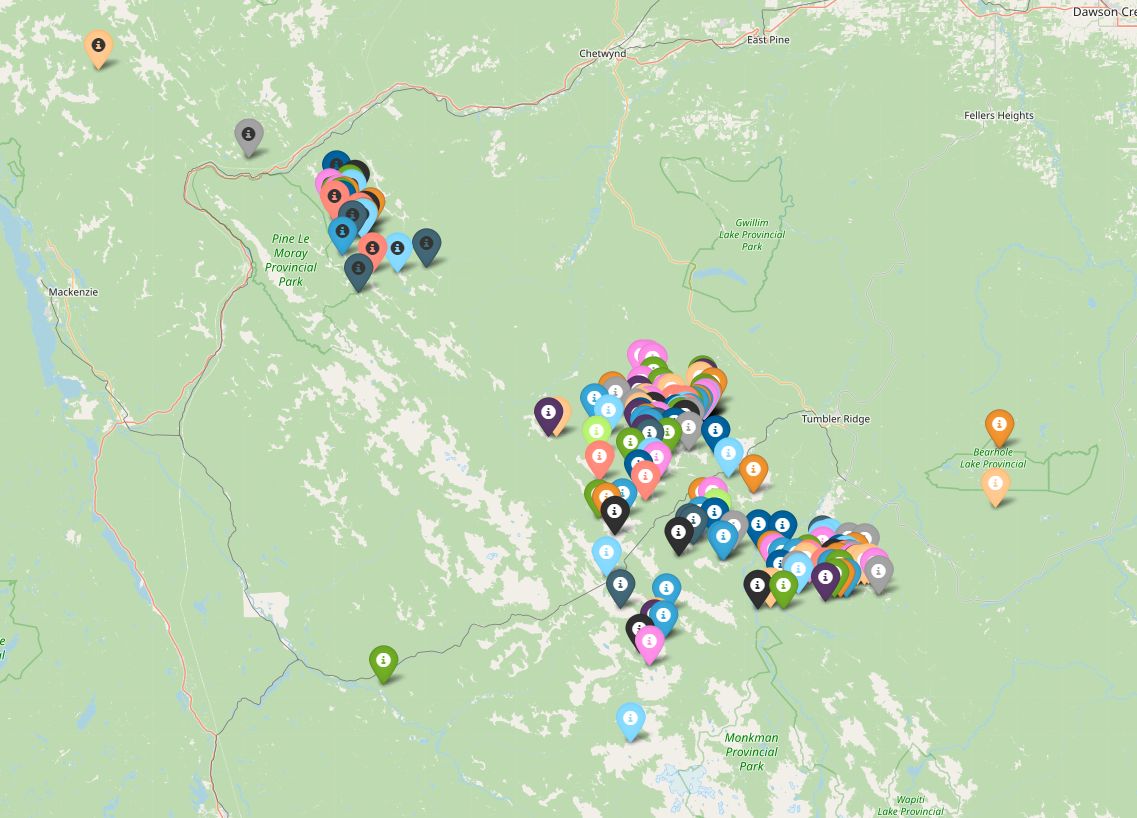 Dawson Cre
Chetwynd
East Pine
Fellers Heights
Gwillim
Lake Provincial
Park
Pine Le
Moray
Provincial
Park
Mackenzie
Tumbler Ridge
Bearhole
Lake Provincial
Monkman
Provincial
Park
Wapiti
Lake Provincial